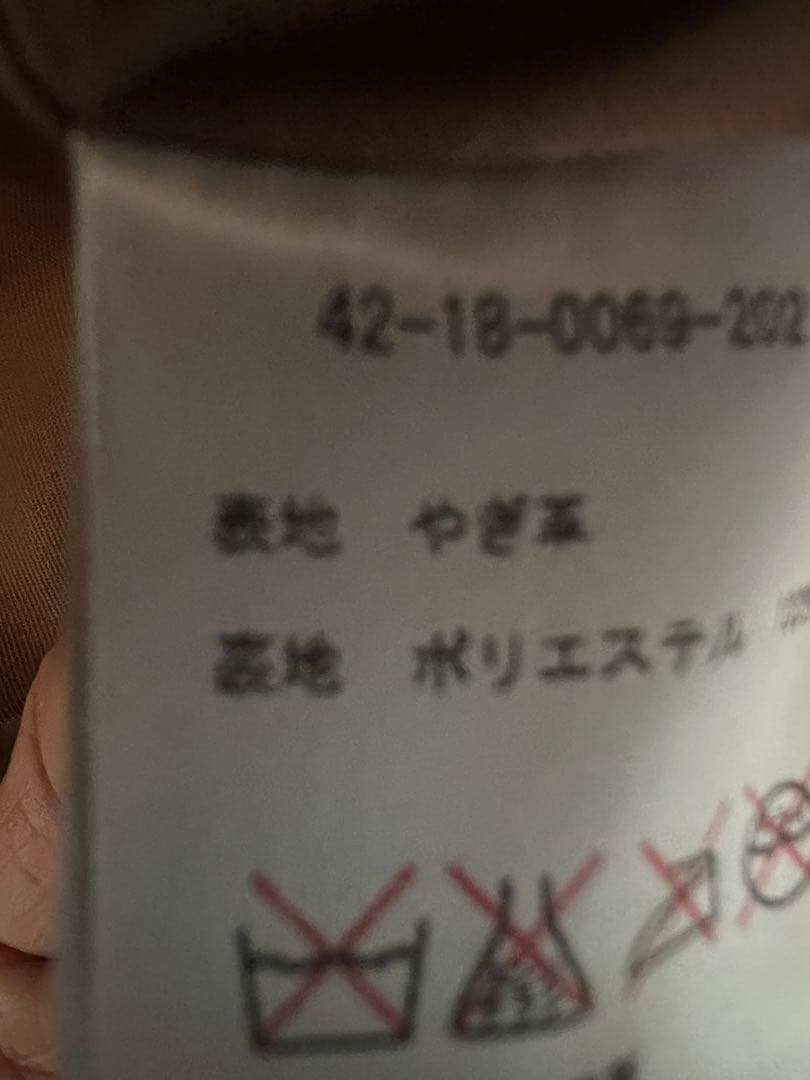 42-18-0069-202
表地 やぎ革
裏地 ポリエステル